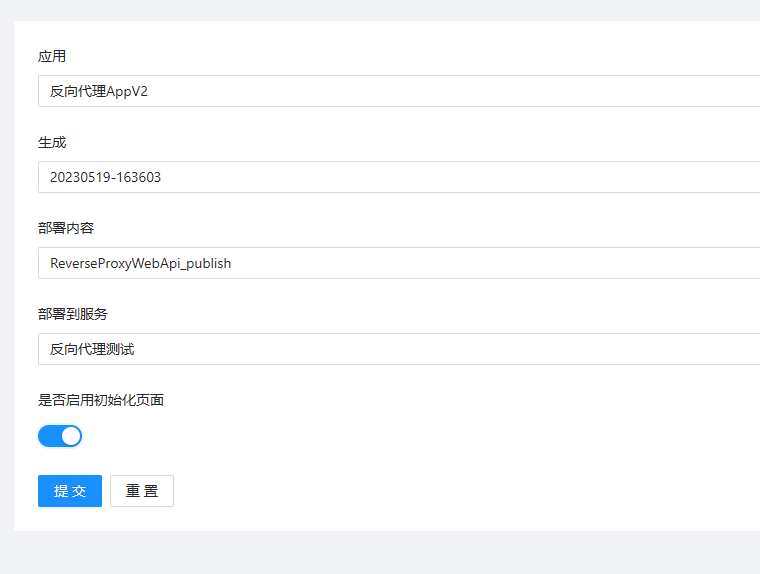 应用
反向代理AppV2
生成
20230519-163603
部署内容
ReverseProxyWebApi_publish
部署到服务
反向代理测试
是否启用初始化页面
提交 重置